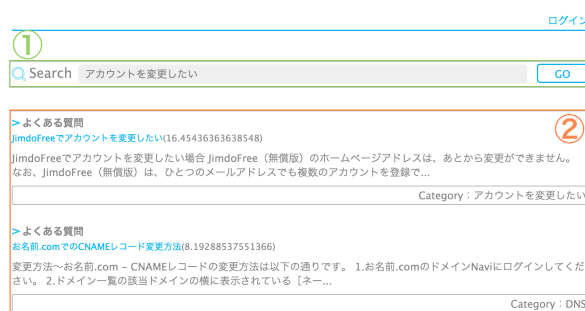 ログイン
①
Search アカウントを変更したい GO
②
> よくある質問
JimdoFreeでアカウントを変更したい(16.45436363638548)
JimdoFreeでアカウントを変更したい場合 JimdoFree（無償版）のホームページアドレスは、あとから変更ができません。
なお、JimdoFree（無償版）は、ひとつのメールアドレスでも複数のアカウントを登録で...
Category：アカウントを変更したい
> よくある質問
お名前.comでのCNAMEレコード変更方法(8.19288537551366)
変更方法〜お名前.com – CNAMEレコードの変更方法は以下の通りです。 1.お名前.comのドメインNaviにログインしてくだ
さい。 2.ドメイン一覧の該当ドメインの横に表示されている［ネー...
Category：DNS